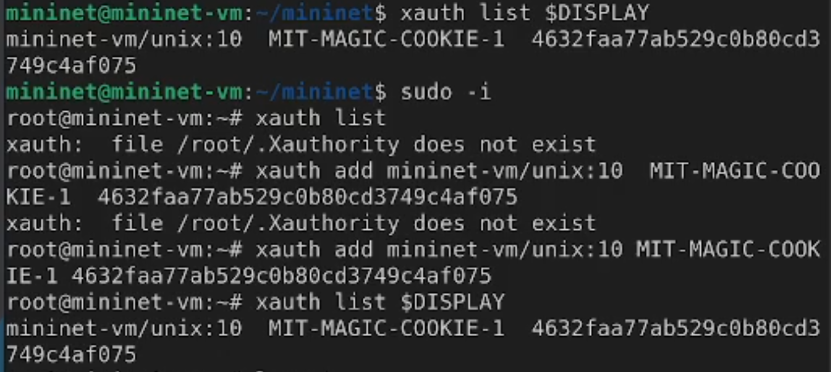 mininet@mininet-vm:~/mininet$ xauth list $DISPLAY
mininet-vm/unix:10  MIT-MAGIC-COOKIE-1  4632faa77ab529c0b80cd3
749c4af075
mininet@mininet-vm:~/mininet$ sudo -i
root@mininet-vm:~# xauth list
xauth:  file /root/.Xauthority does not exist
root@mininet-vm:~# xauth add mininet-vm/unix:10  MIT-MAGIC-COO
KIE-1  4632faa77ab529c0b80cd3749c4af075
xauth:  file /root/.Xauthority does not exist
root@mininet-vm:~# xauth add mininet-vm/unix:10 MIT-MAGIC-COOK
IE-1 4632faa77ab529c0b80cd3749c4af075
root@mininet-vm:~# xauth list $DISPLAY
mininet-vm/unix:10  MIT-MAGIC-COOKIE-1  4632faa77ab529c0b80cd3
749c4af075